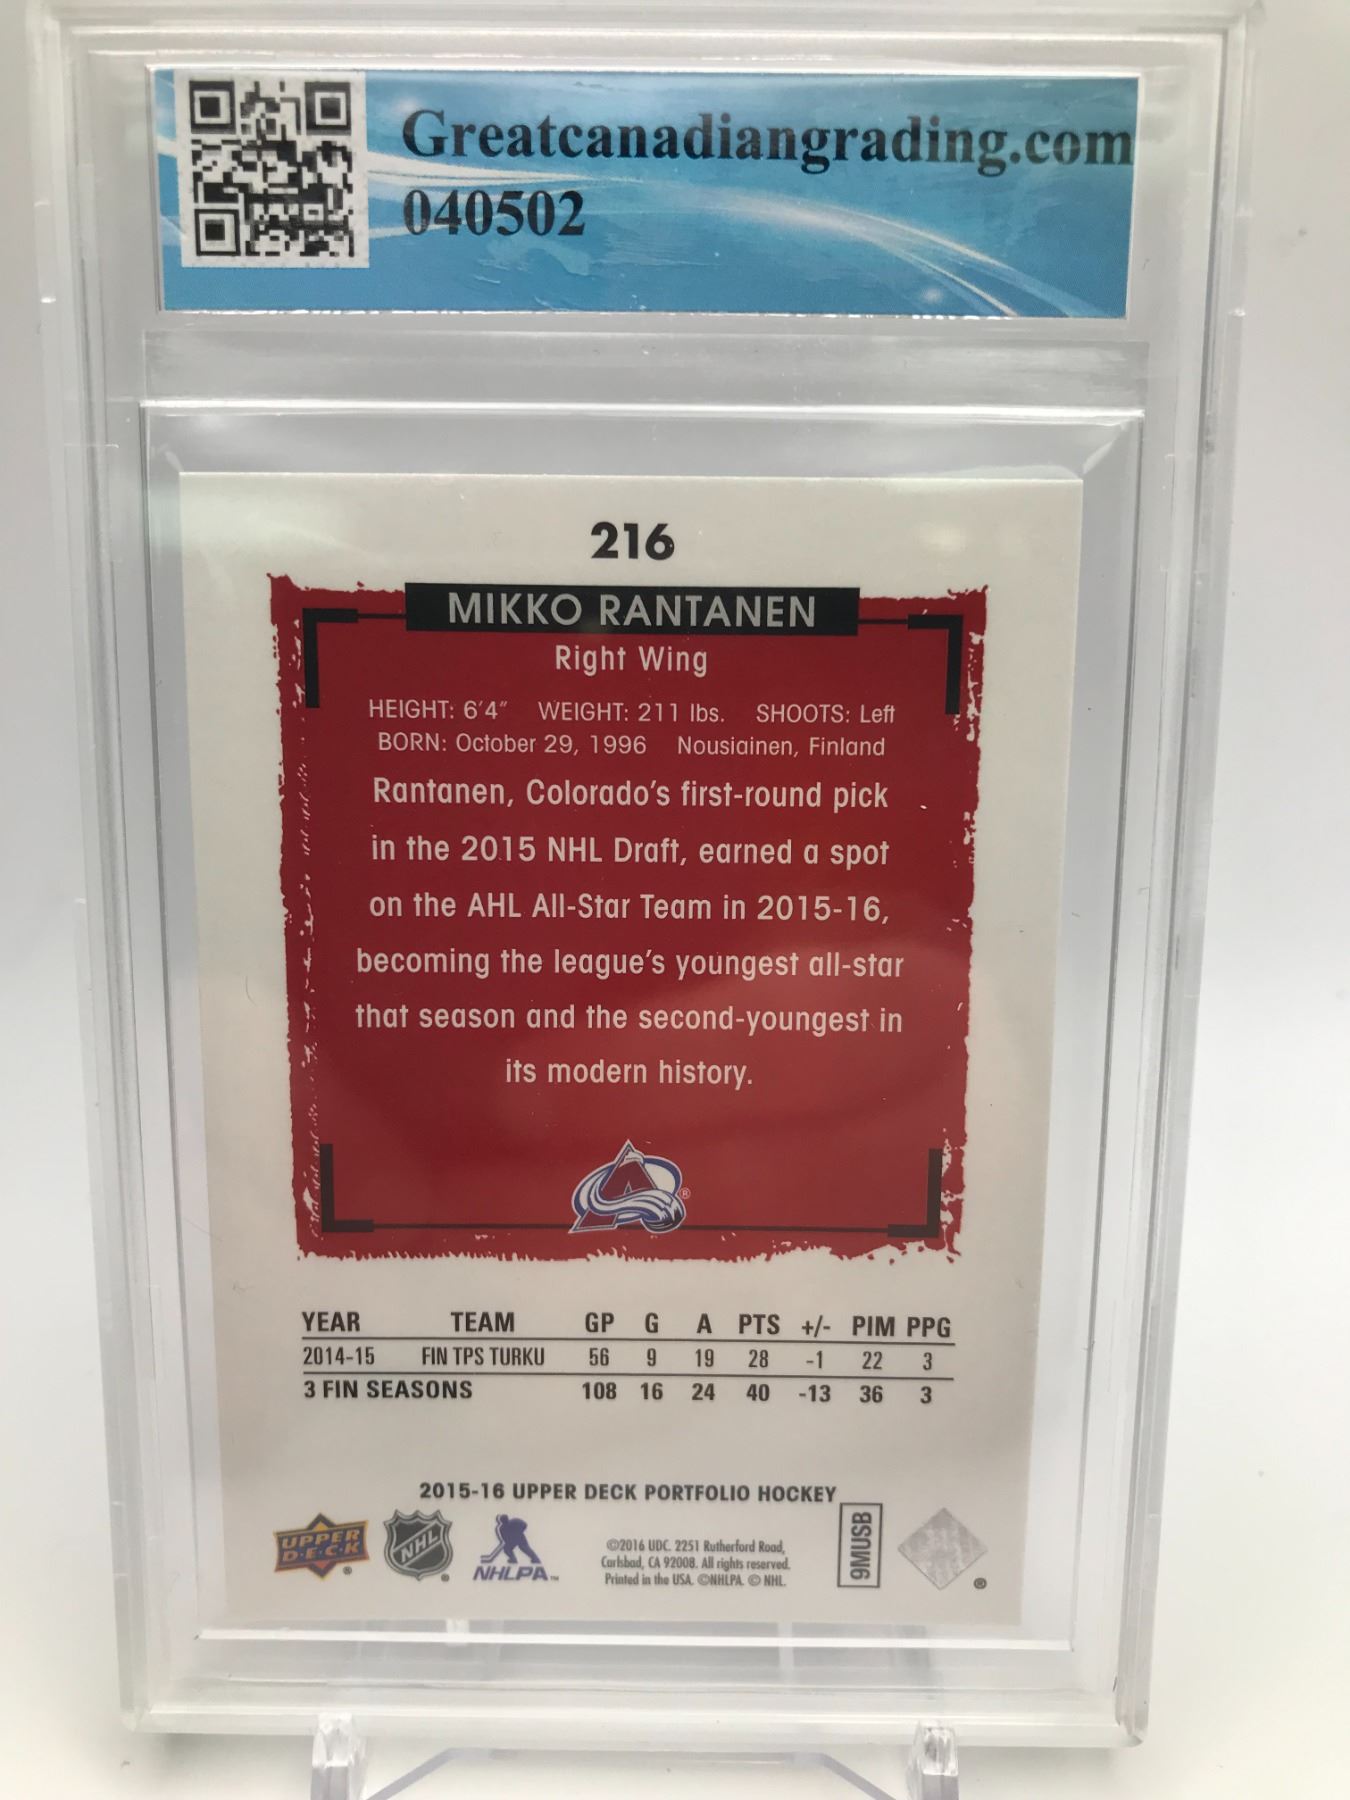 Greatcanadiangrading.com
040502
216
MIKKO RANTANEN
Right Wing
HEIGHT: 6'4" WEIGHT: 211 lbs. SHOOTS: Left
BORN: October 29, 1996 Nousiainen, Finland
Rantanen, Colorado's first-round pick
in the 2015 NHL Draft, earned a spot
on the AHL All-Star Team in 2015-16,
becoming the league's youngest all-star
that season and the second-youngest in
its modern history.
A ®
YEAR TEAM GP G A PTS +/- PIM PPG
2014-15 FIN TPS TURKU 56 9 19 28 -1 22 3
3 FIN SEASONS 108 16 24 40 -13 36 3
2015-16 UPPER DECK PORTFOLIO HOCKEY
UPPER
D·E·C·K ®
NHL ®
NHLPA™
©2016 UDC. 2251 Rutherford Road,
Carlsbad, CA 92008. All rights reserved.
Printed in the USA. ©NHLPA. © NHL.
9MUSB
®